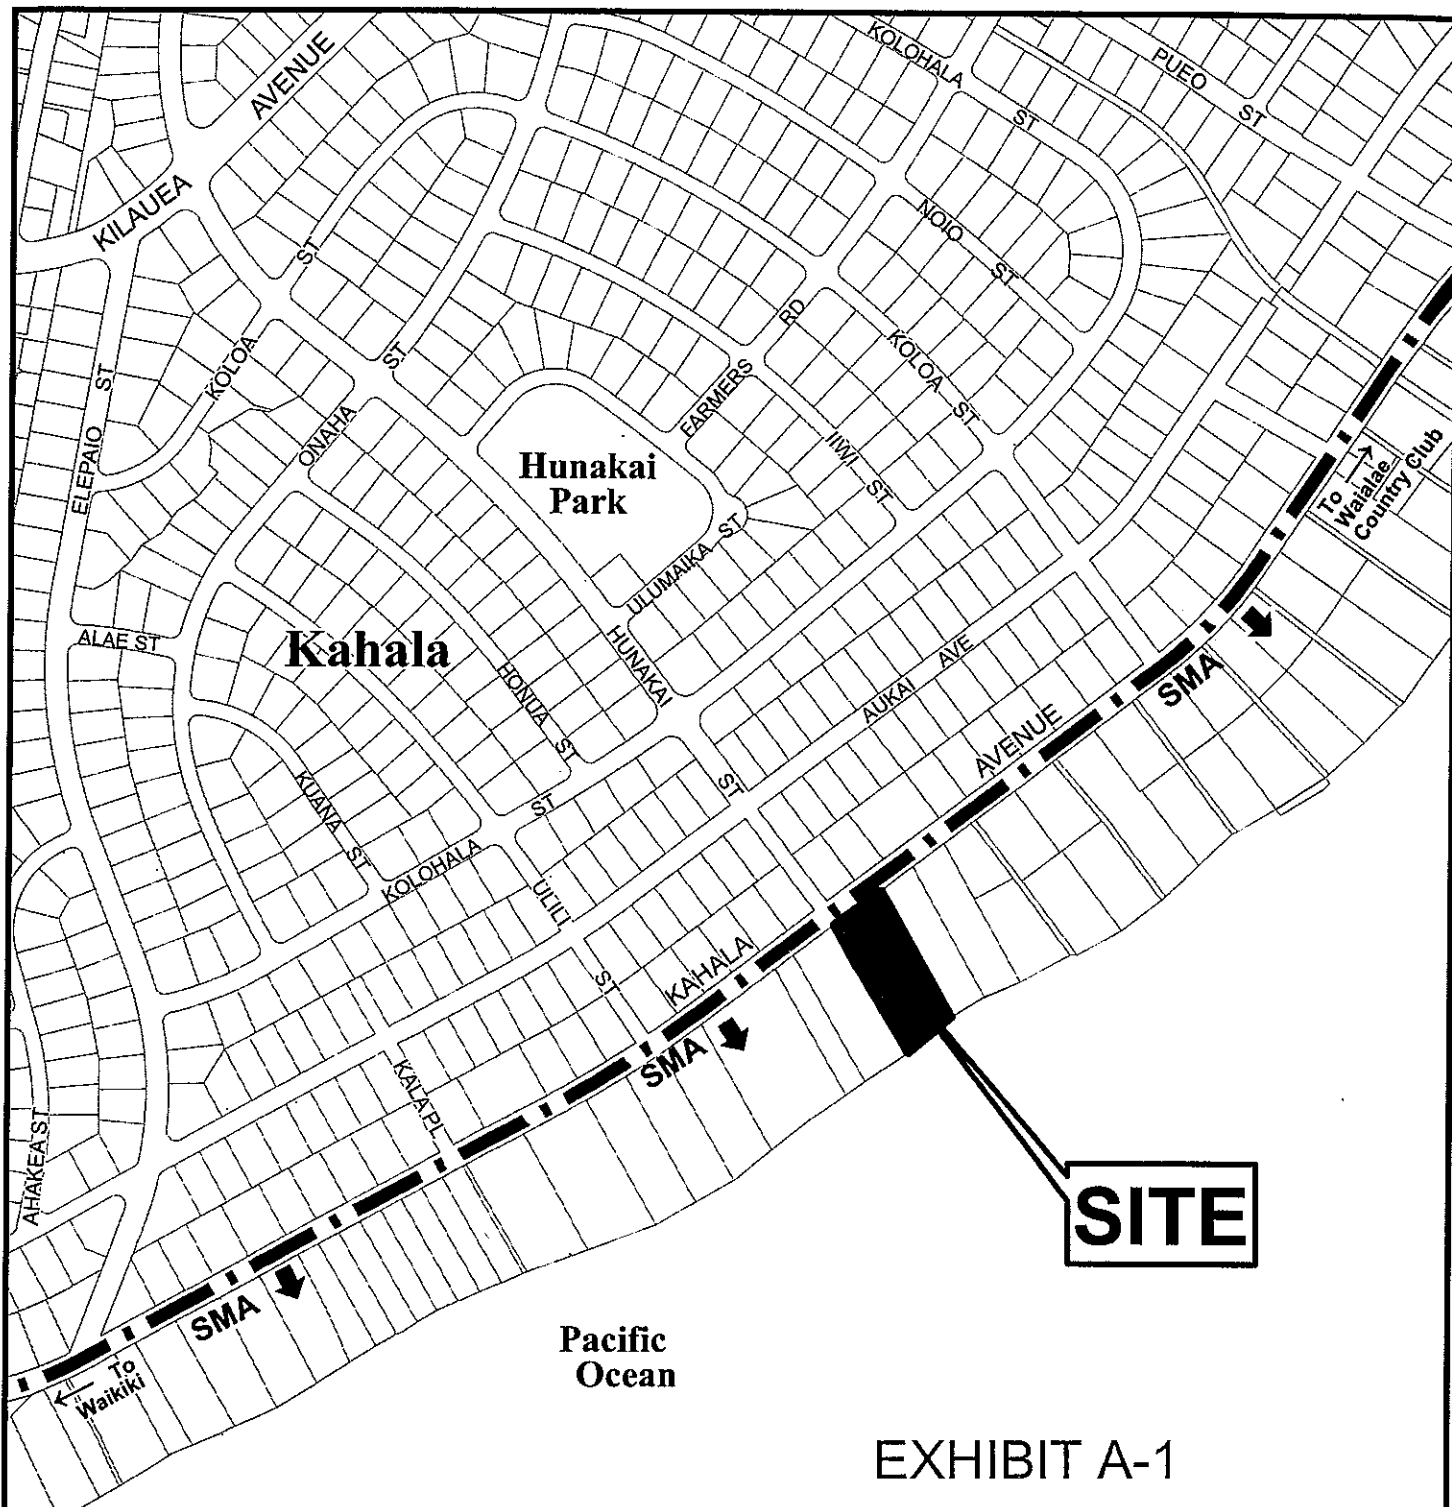 KOLOHALA
ST
PUEO
ST
AVENUE
KILAUEA
ST
NOIO
ST
RD
KOLOA
ST
FARMERS
IIWI
ST
ST
KOLOA
ONAHA
ELEPAIO ST
Hunakai
Park
To
Waialae
Country Club
ULUMAIKA ST
HUNAKAI
ST
ALAE ST
Kahala
HONUA
ST
AUKAI AVE
SMA
AVENUE
KUANA
ST
KOLOHALA
ST
ULILI
ST
KAHALA
SMA
KALA PL
AHAKEA ST
SITE
SMA
To
Waikiki
Pacific
Ocean
EXHIBIT A-1